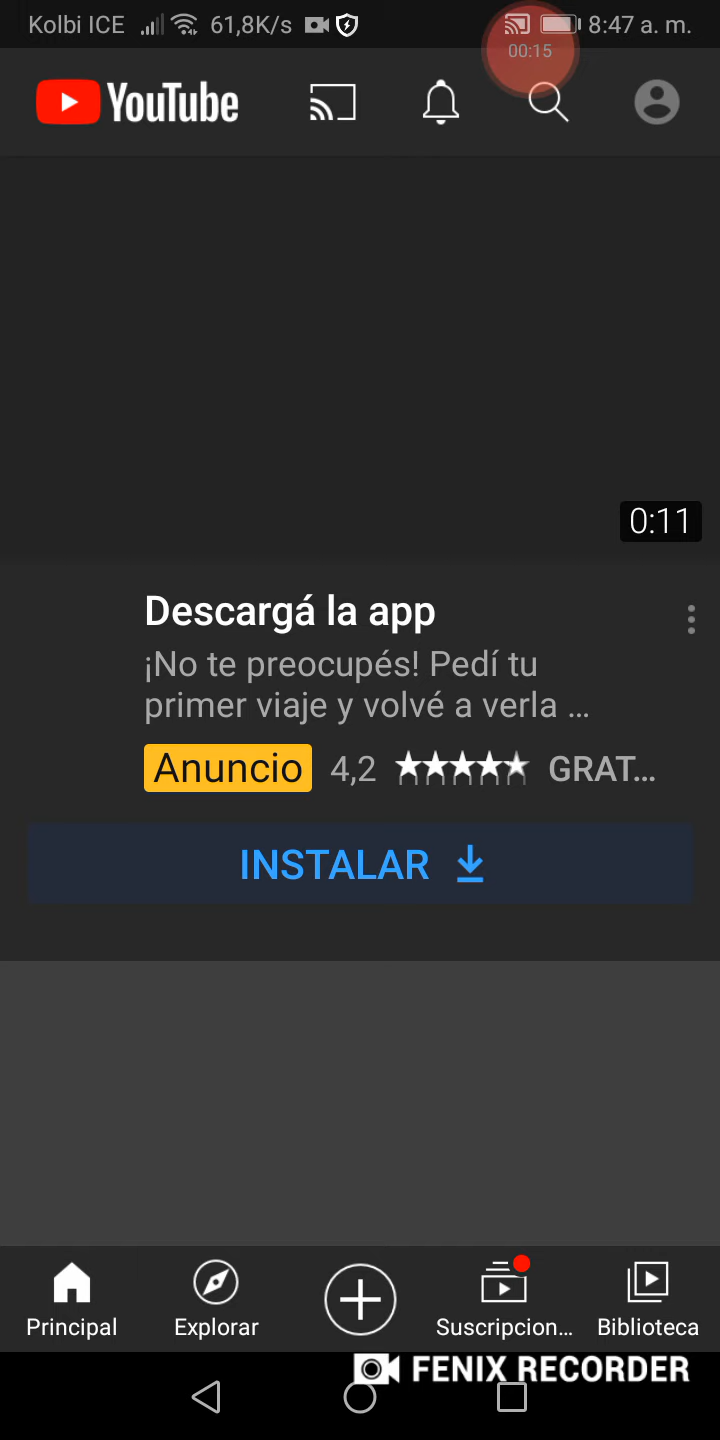 Kolbi ICE 61,8K/s 8:47 a. m.
00:15
YouTube
0:11
Descargá la app
¡No te preocupés! Pedí tu
primer viaje y volvé a verla ...
Anuncio 4,2 GRAT...
INSTALAR
Principal Explorar Suscripcion... Biblioteca
FENIX RECORDER